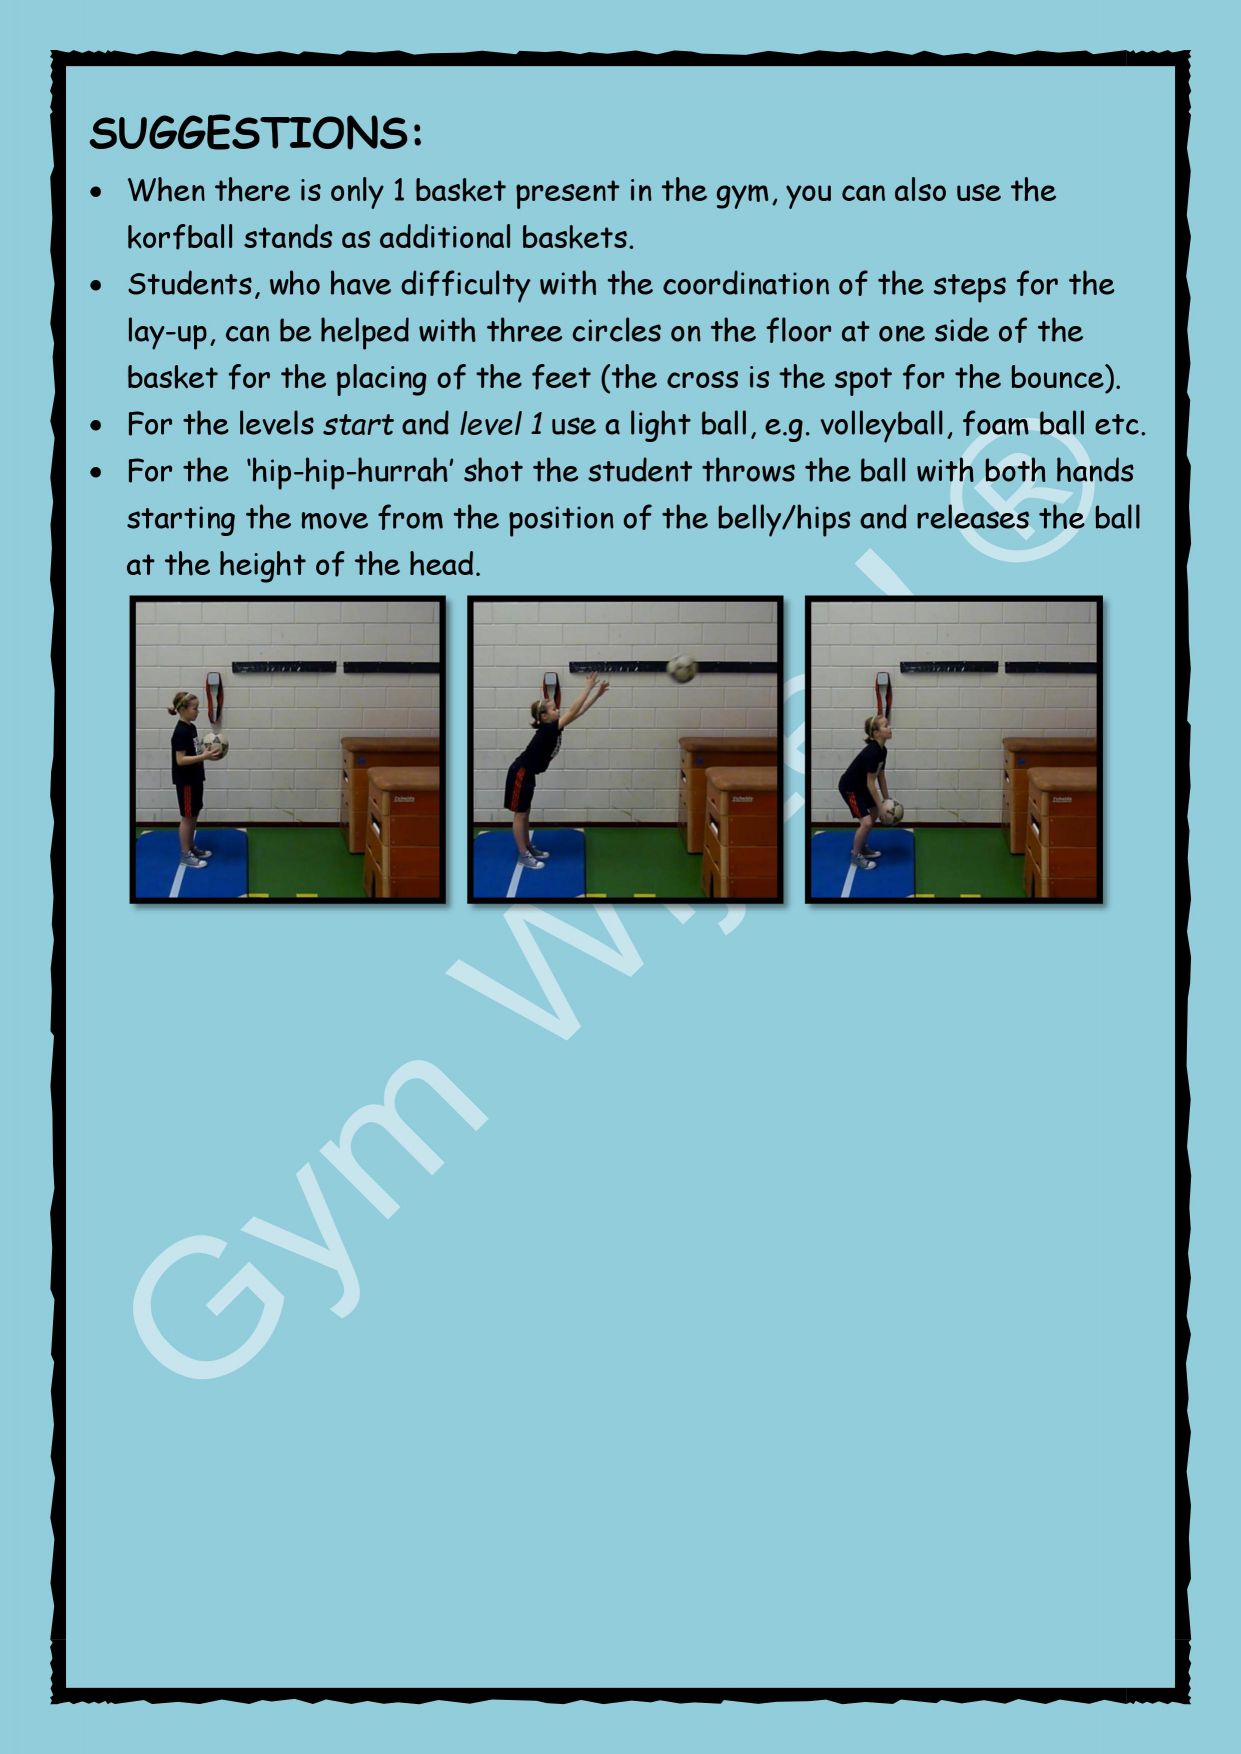 SUGGESTIONS:
• When there is only 1 basket present in the gym, you can also use the
korfball stands as additional baskets.
• Students, who have difficulty with the coordination of the steps for the
lay-up, can be helped with three circles on the floor at one side of the
basket for the placing of the feet (the cross is the spot for the bounce).
• For the levels start and level 1 use a light ball, e.g. volleyball, foam ball etc.
• For the ‘hip-hip-hurrah’ shot the student throws the ball with both hands
starting the move from the position of the belly/hips and releases the ball
at the height of the head.
Gym
®